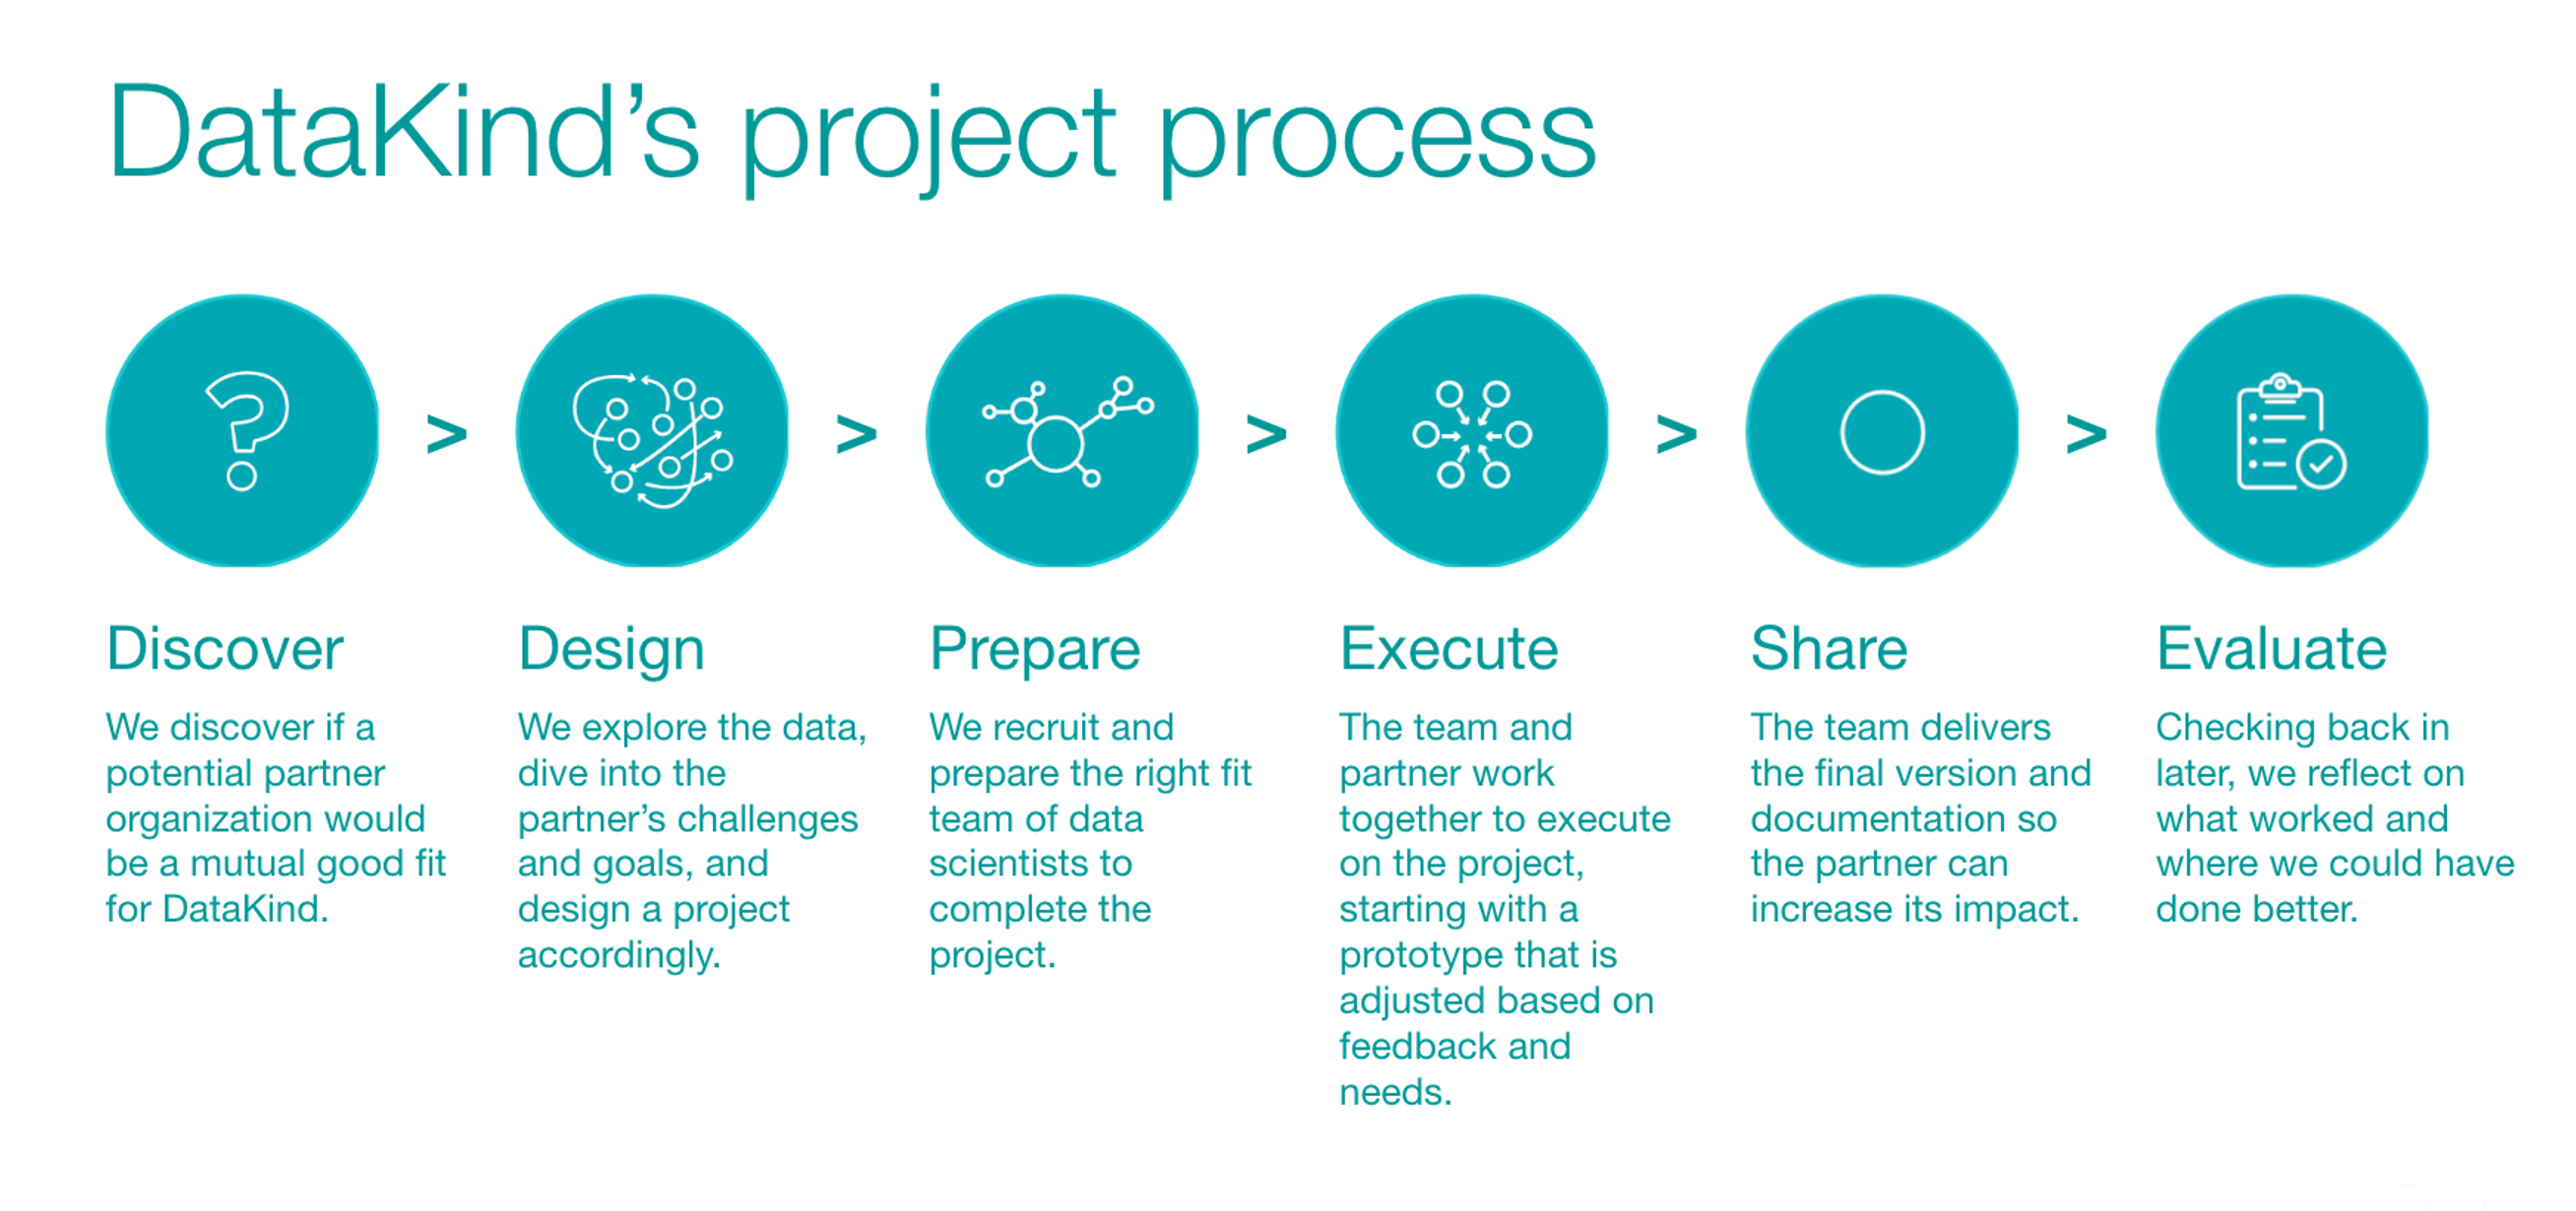 DataKind’s project process
>
>
>
>
>
Discover
We discover if a
potential partner
organization would
be a mutual good fit
for DataKind.
Design
We explore the data,
dive into the
partner’s challenges
and goals, and
design a project
accordingly.
Prepare
We recruit and
prepare the right fit
team of data
scientists to
complete the
project.
Execute
The team and
partner work
together to execute
on the project,
starting with a
prototype that is
adjusted based on
feedback and
needs.
Share
The team delivers
the final version and
documentation so
the partner can
increase its impact.
Evaluate
Checking back in
later, we reflect on
what worked and
where we could have
done better.